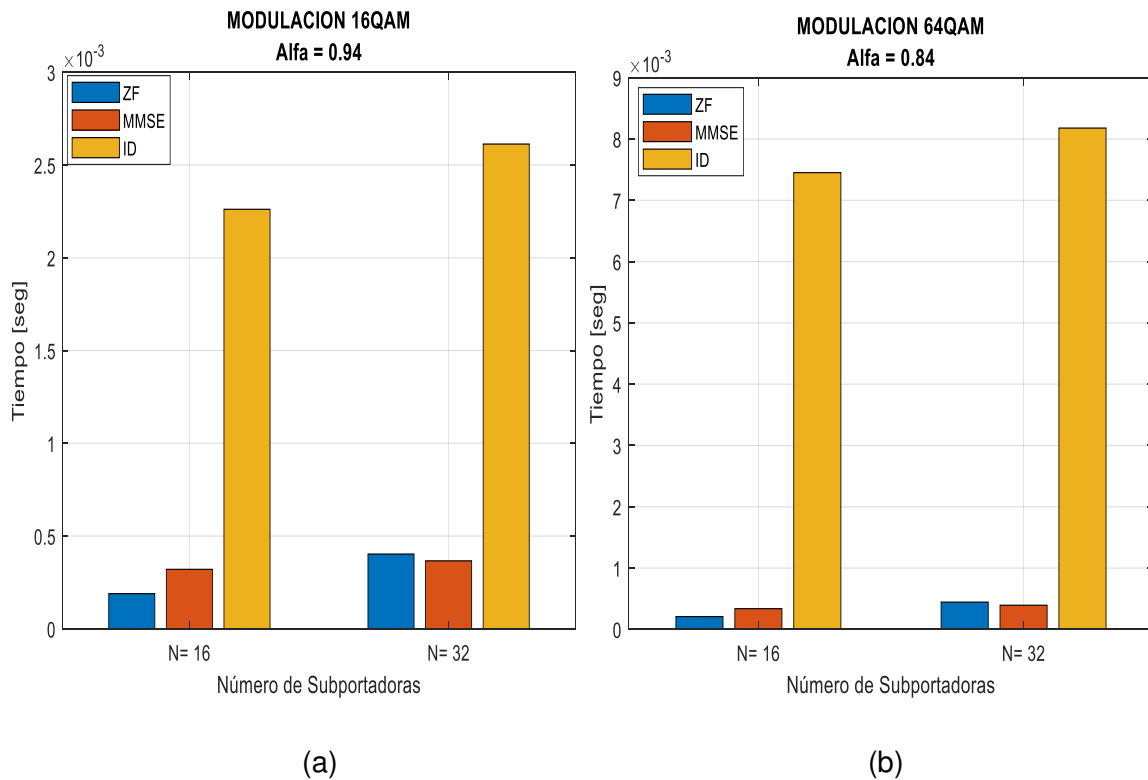 MODULACION 16QAM
Alfa = 0.94
×10-3
3
2.5
2
1.5
1
0.5
0
Tiempo [seg]
ZF
MMSE
ID
N= 16
N= 32
Número de Subportadoras
(a)
MODULACION 64QAM
Alfa = 0.84
×10-3
9
8
7
6
5
4
3
2
1
0
Tiempo [seg]
ZF
MMSE
ID
N= 16
N= 32
Número de Subportadoras
(b)